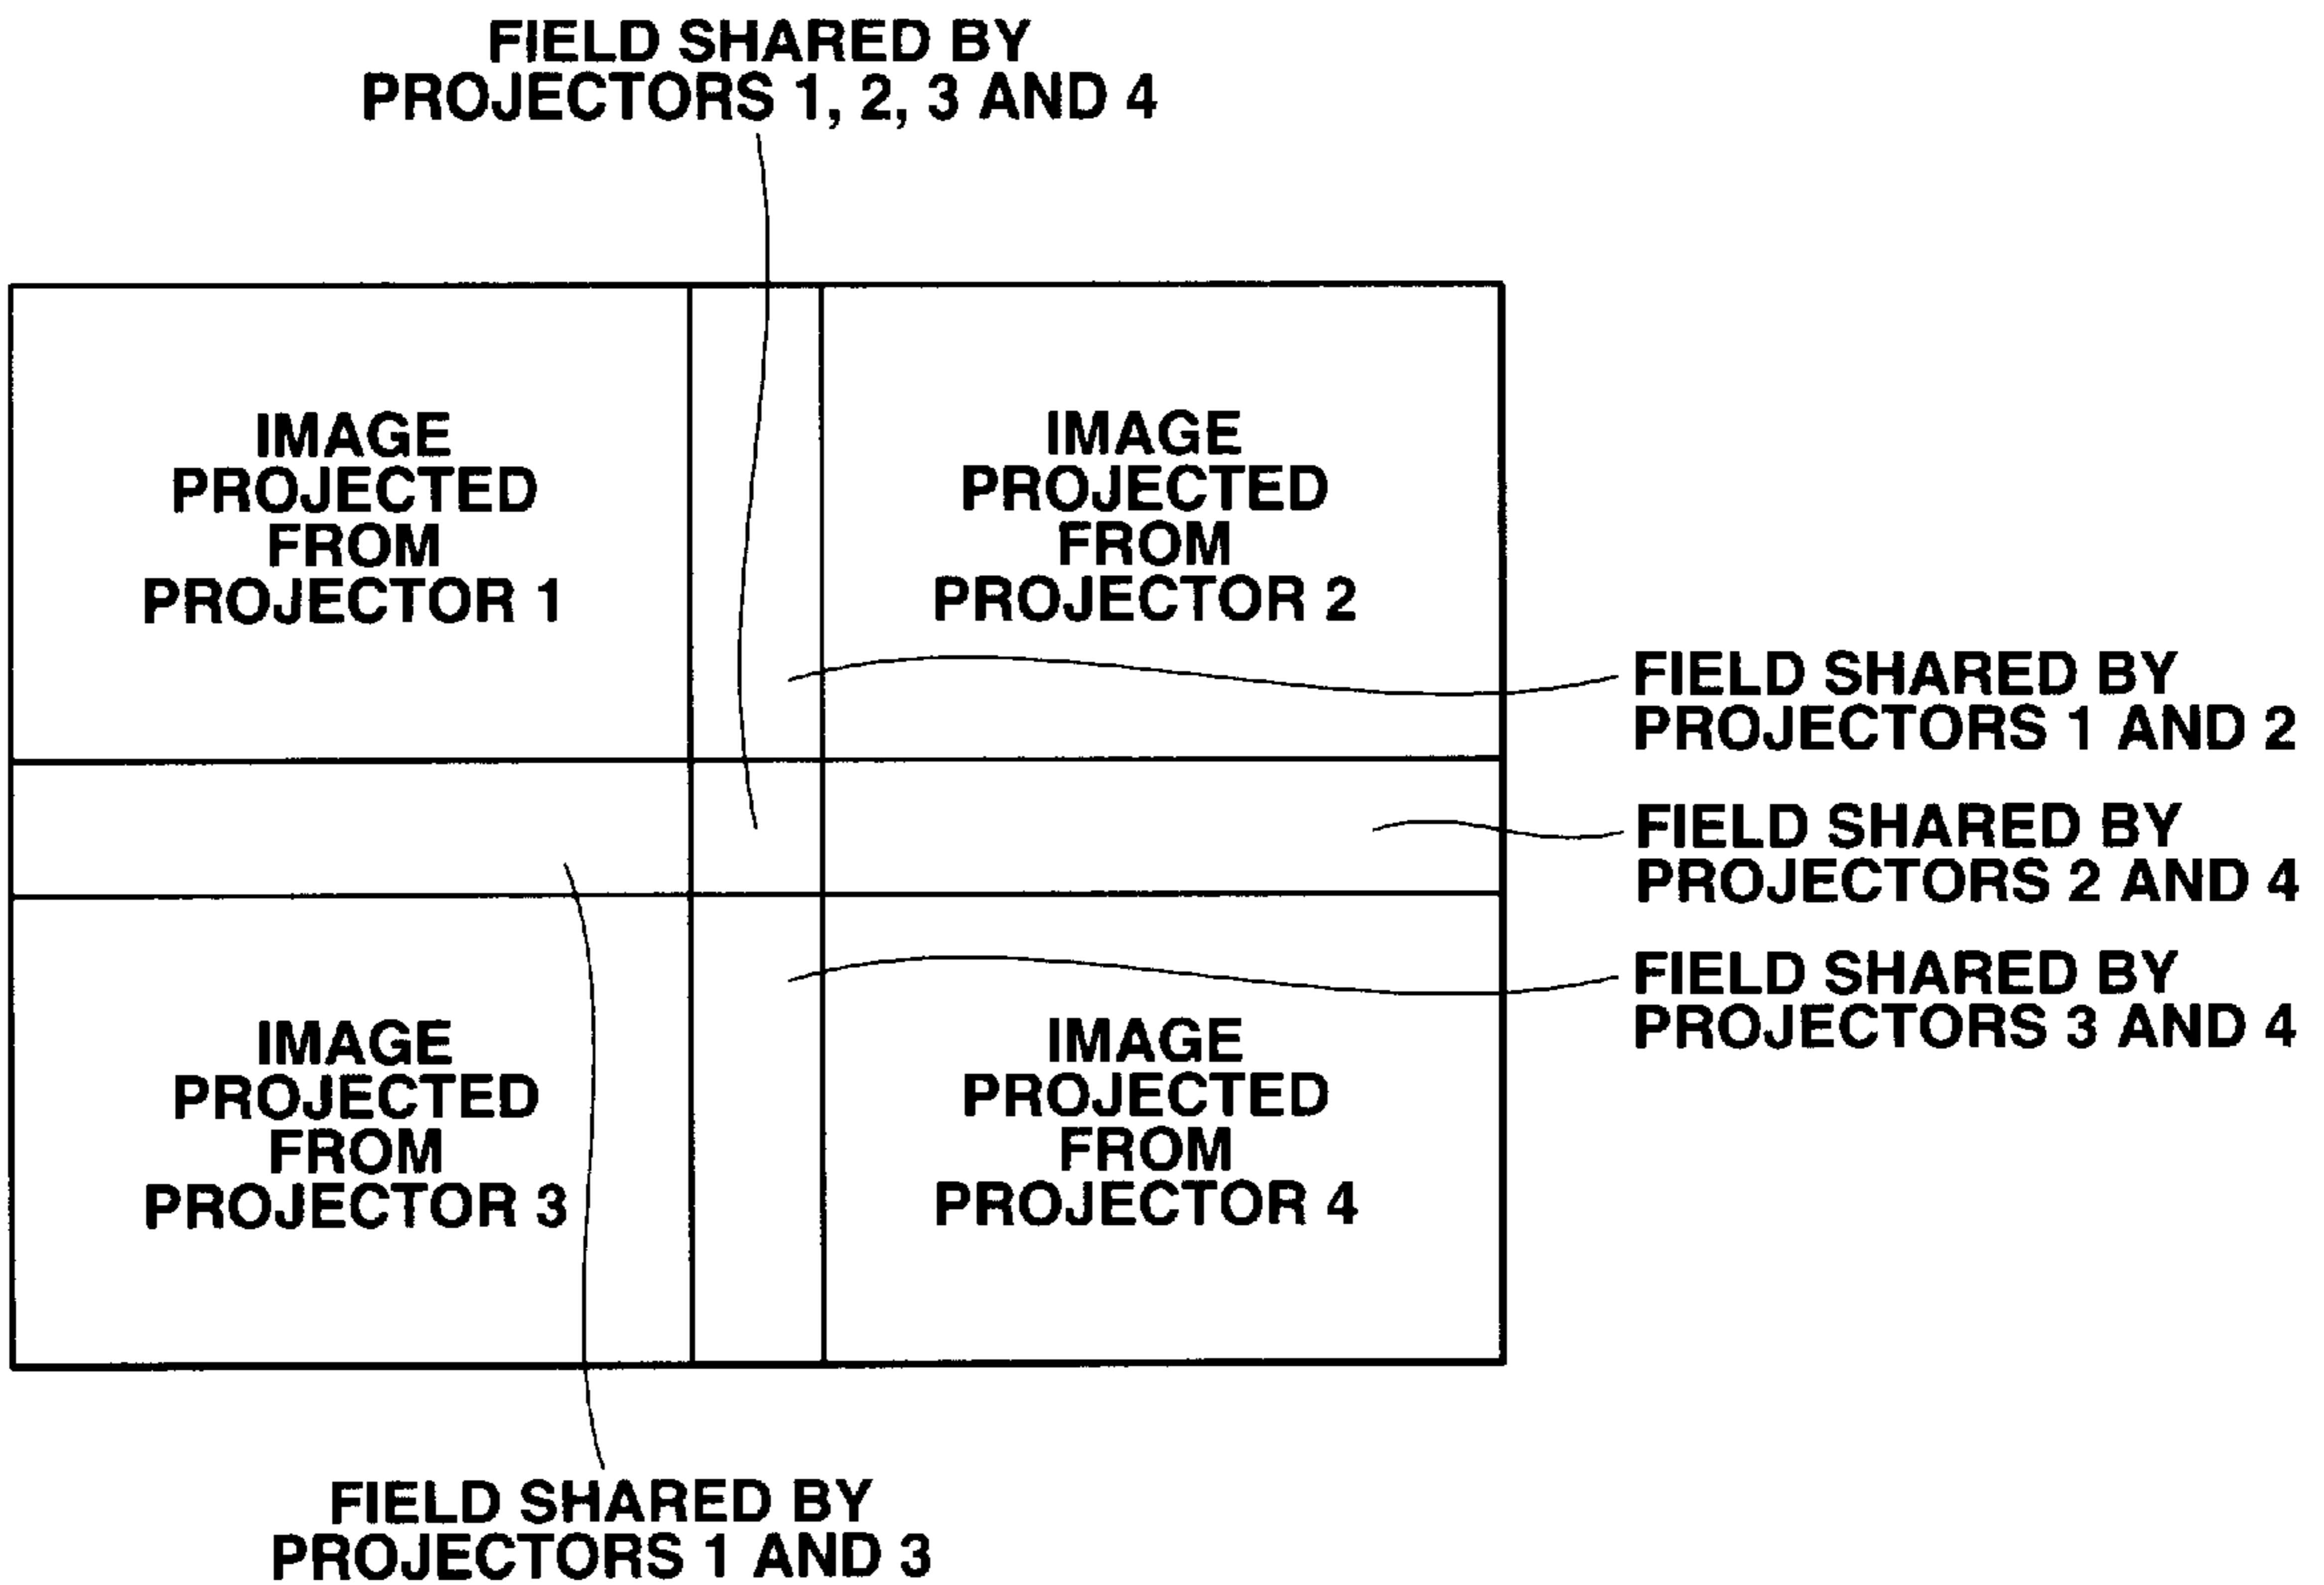 FIELD SHARED BY
PROJECTORS 1, 2, 3 AND 4
IMAGE
PROJECTED
FROM
PROJECTOR 1
IMAGE
PROJECTED
FROM
PROJECTOR 2
FIELD SHARED BY
PROJECTORS 1 AND 2
FIELD SHARED BY
PROJECTORS 2 AND 4
FIELD SHARED BY
PROJECTORS 3 AND 4
IMAGE
PROJECTED
FROM
PROJECTOR 3
IMAGE
PROJECTED
FROM
PROJECTOR 4
FIELD SHARED BY
PROJECTORS 1 AND 3